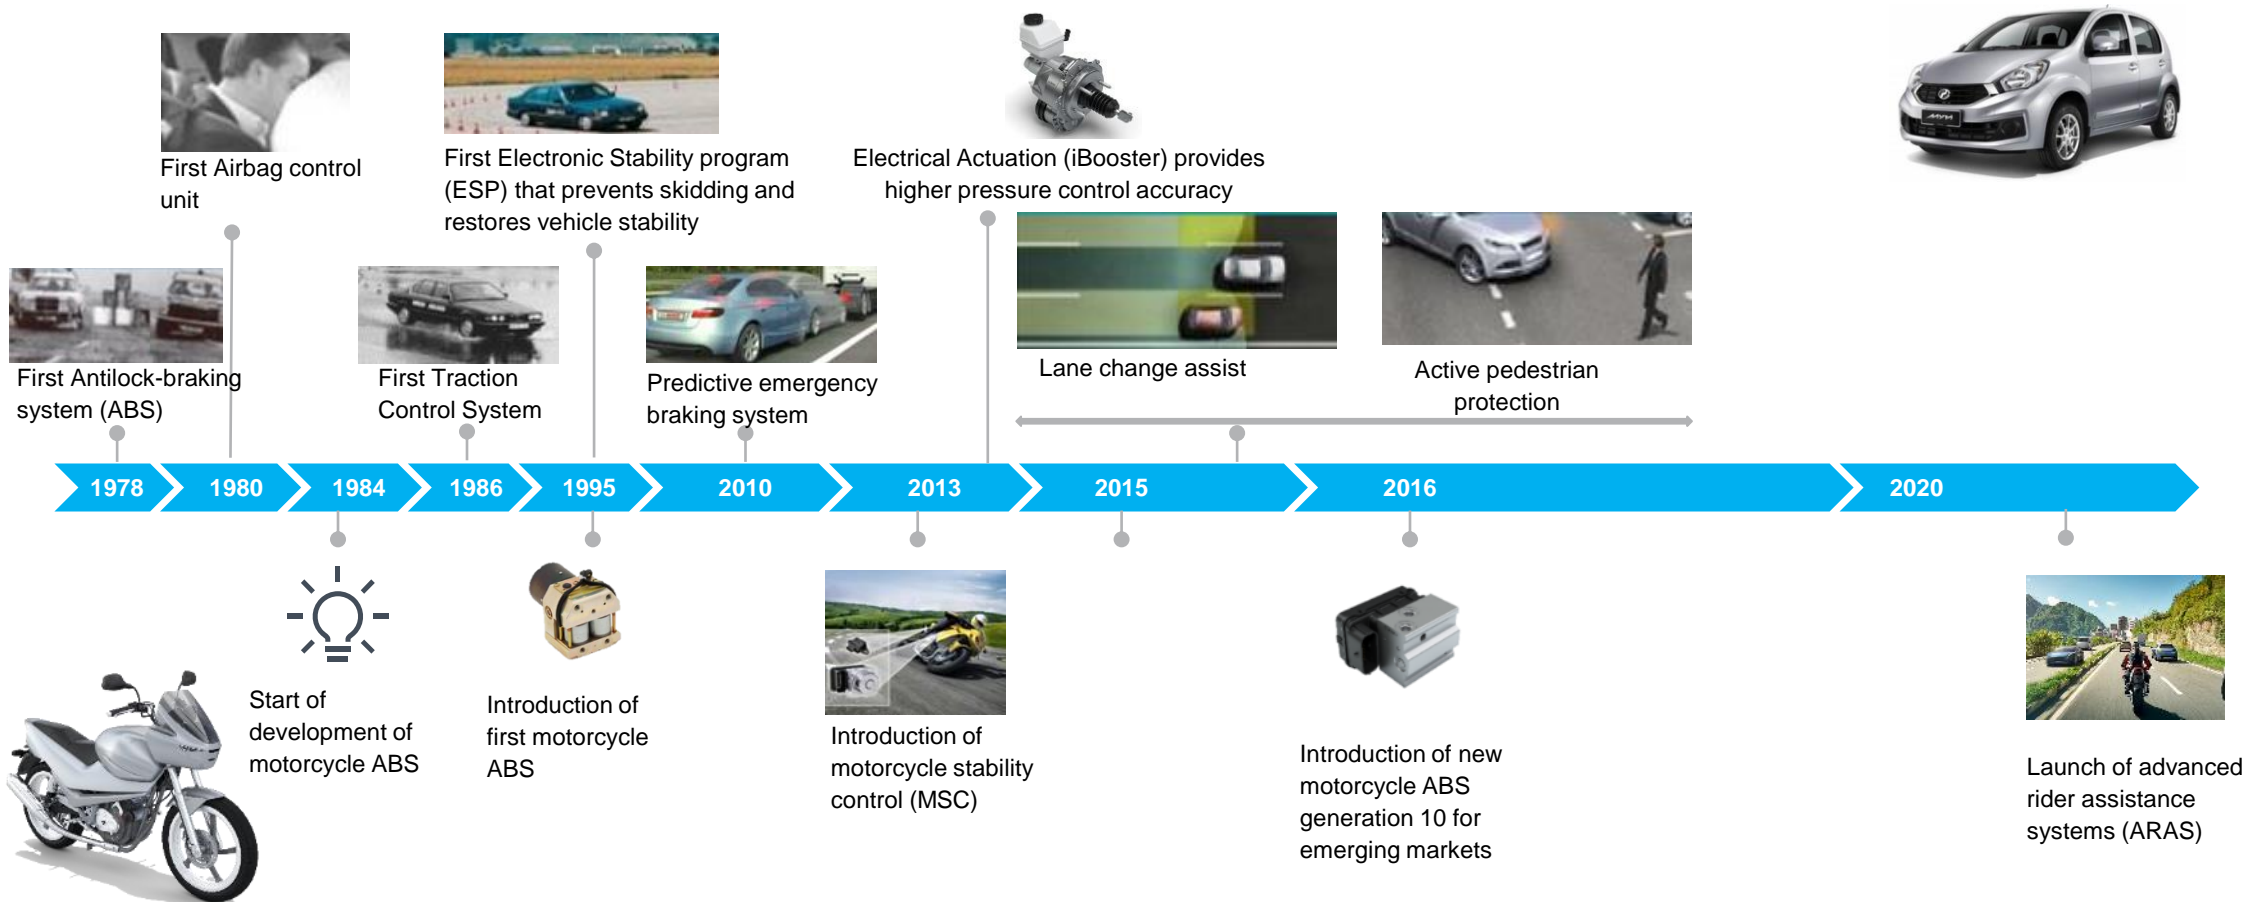 First Airbag control
unit
First Electronic Stability program
(ESP) that prevents skidding and
restores vehicle stability
Electrical Actuation (iBooster) provides
higher pressure control accuracy
First Antilock-braking
system (ABS)
First Traction
Control System
Predictive emergency
braking system
Lane change assist
Active pedestrian
protection
1978
1980
1984
1986
1995
2010
2013
2015
2016
2020
Start of
development of
motorcycle ABS
Introduction of
first motorcycle
ABS
Introduction of
motorcycle stability
control (MSC)
Introduction of new
motorcycle ABS
generation 10 for
emerging markets
Launch of advanced
rider assistance
systems (ARAS)